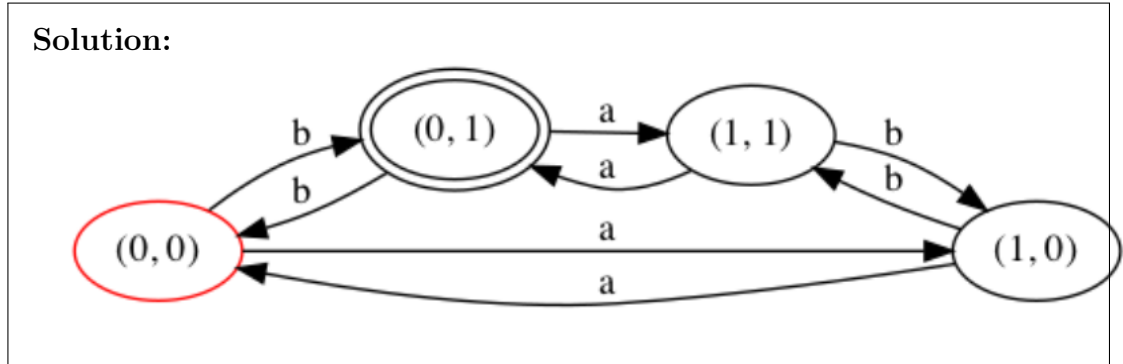 Solution:
a
b
(0, 1)
(1, 1)
b
a
b
b
a
(0, 0)
(1, 0)
a